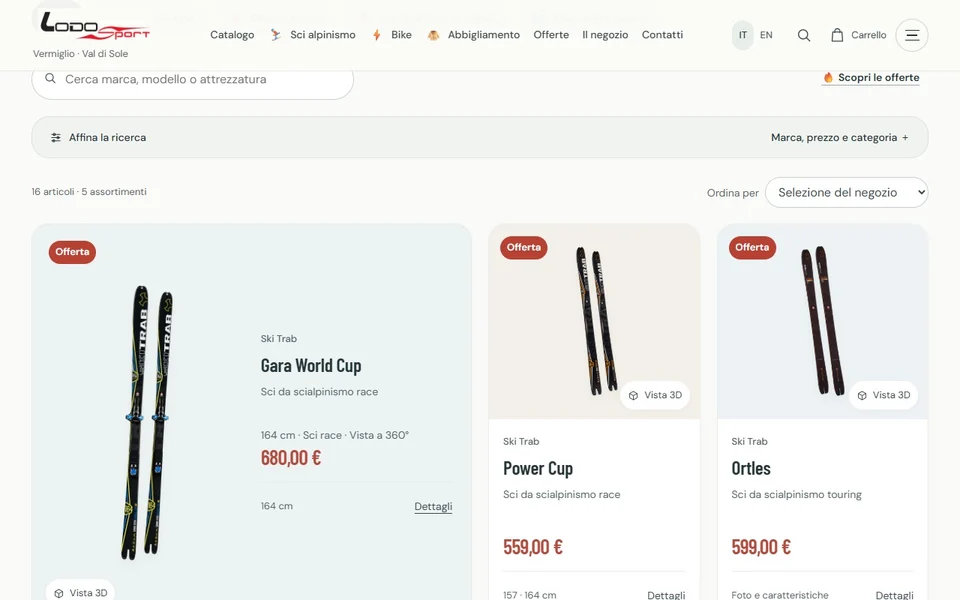 LODO Sport
Vermiglio · Val di Sole
Catalogo
Sci alpinismo
Bike
Abbigliamento
Offerte
Il negozio
Contatti
IT
EN
Carrello
Cerca marca, modello o attrezzatura
Scopri le offerte
Affina la ricerca
Marca, prezzo e categoria +
16 articoli · 5 assortimenti
Ordina per
Selezione del negozio
Offerta
TRAB
Vista 3D
Ski Trab
Gara World Cup
Sci da scialpinismo race
164 cm · Sci race · Vista a 360°
680,00 €
164 cm
Dettagli
Offerta
TRAB
Vista 3D
Ski Trab
Power Cup
Sci da scialpinismo race
559,00 €
157 · 164 cm
Dettagli
Offerta
Vista 3D
Ski Trab
Ortles
Sci da scialpinismo touring
599,00 €
Foto e caratteristiche
Dettagli